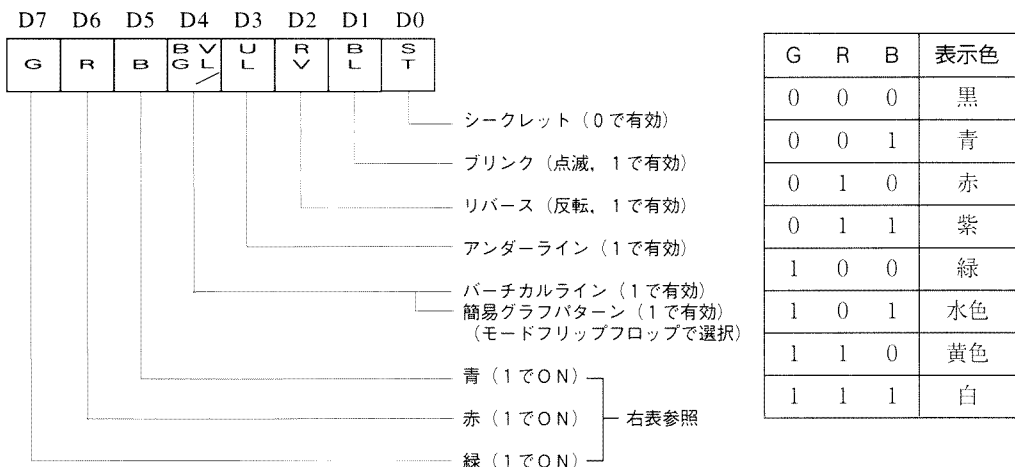 D7 D6 D5 D4 D3 D2 D1 D0
G R B BG/VL UL RV BL ST
シークレット（0で有効）
ブリンク（点滅，1で有効）
リバース（反転，1で有効）
アンダーライン（1で有効）
バーチカルライン（1で有効）
簡易グラフパターン（1で有効）
（モードフリップフロップで選択）
青（1でON）
赤（1でON）
右表参照
緑（1でON）
G R B 表示色
0 0 0 黒
0 0 1 青
0 1 0 赤
0 1 1 紫
1 0 0 緑
1 0 1 水色
1 1 0 黄色
1 1 1 白